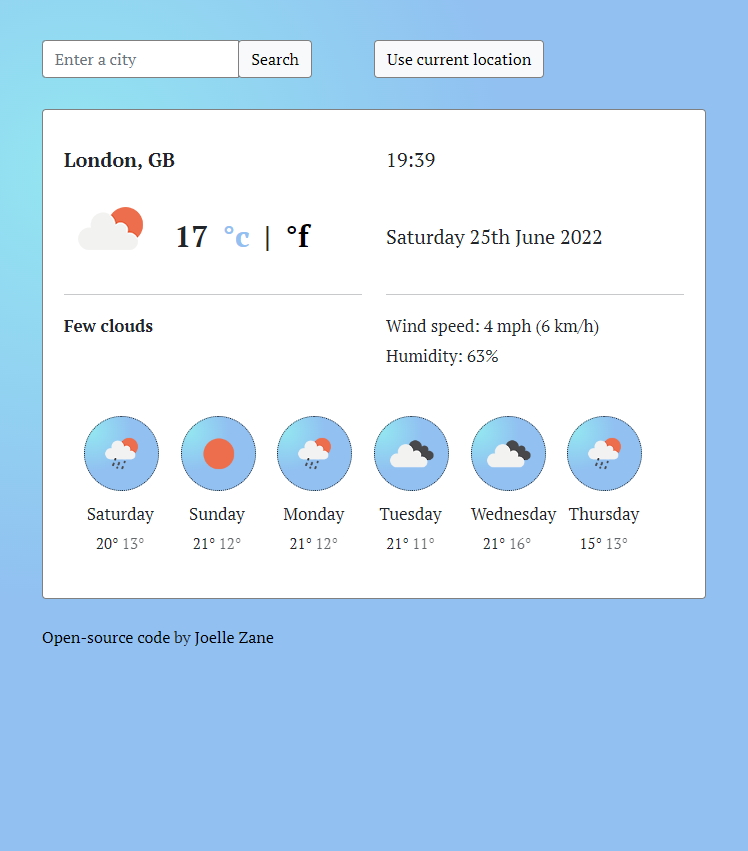 Enter a city Search Use current location
London, GB 19:39
17 °c | °f Saturday 25th June 2022
Few clouds Wind speed: 4 mph (6 km/h)
Humidity: 63%
Saturday Sunday Monday Tuesday Wednesday Thursday
20° 13° 21° 12° 21° 12° 21° 11° 21° 16° 15° 13°
Open-source code by Joelle Zane